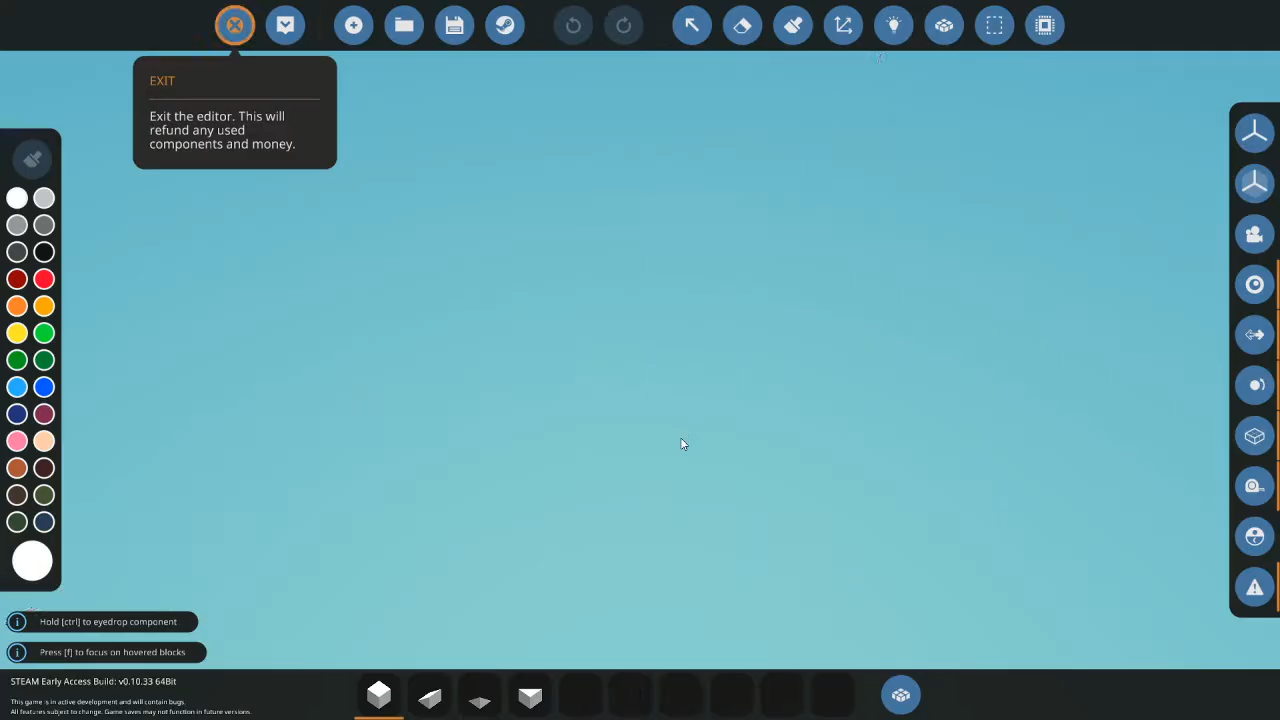 EXIT
Exit the editor. This will
refund any used
components and money.
Hold [ctrl] to eyedrop component
Press [f] to focus on hovered blocks
STEAM Early Access Build: v0.10.33 64Bit
This game is in active development and will contain bugs.
All features subject to change. Game saves may not function in future versions.